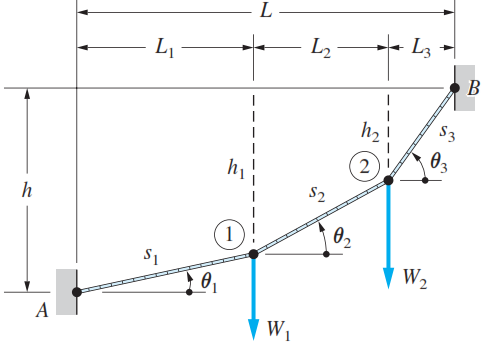 L
L₁ L₂ L₃
B
h₂ s₃
h₁ ② θ₃
h s₂
① θ₂
s₁ θ₁
W₂
A
W₁